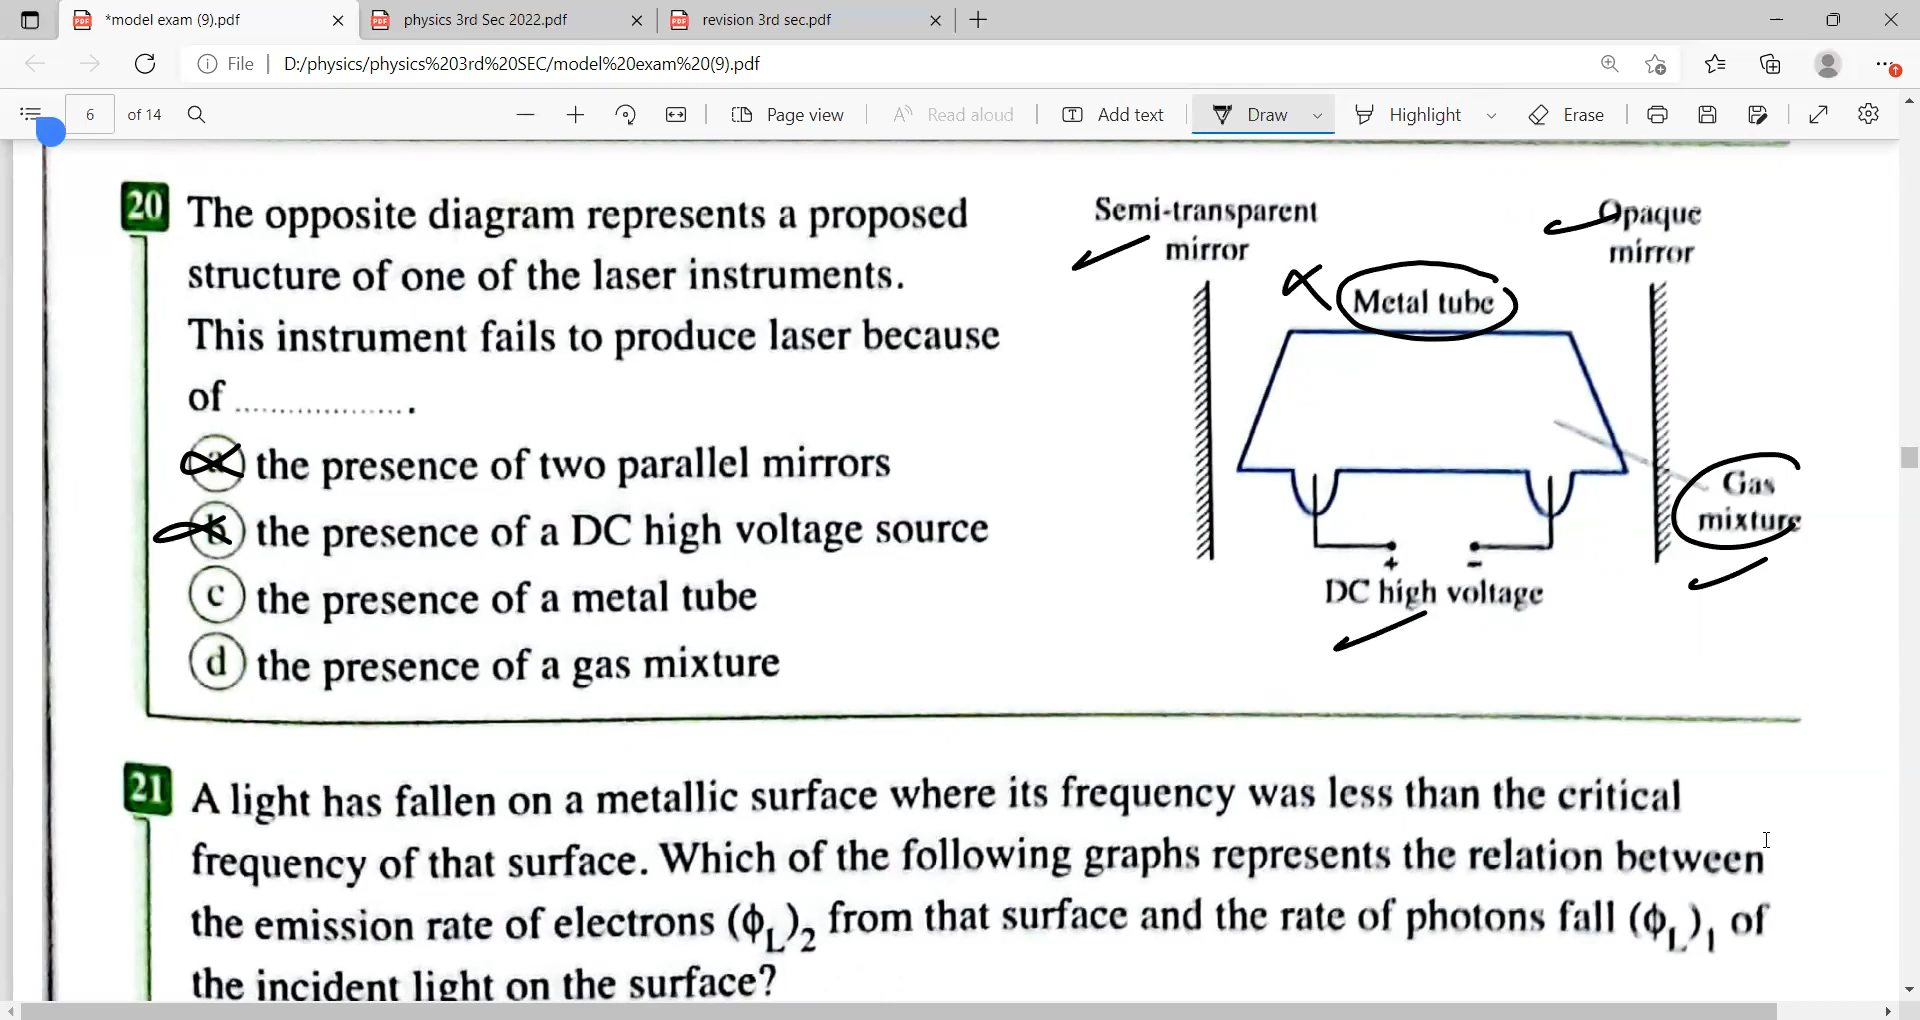 *model exam (9).pdf
physics 3rd Sec 2022.pdf
revision 3rd sec.pdf
File
D:/physics/physics%203rd%20SEC/model%20exam%20(9).pdf
6 of 14
Page view
Read aloud
Add text
Draw
Highlight
Erase
20 The opposite diagram represents a proposed
structure of one of the laser instruments.
This instrument fails to produce laser because
of ...................
a the presence of two parallel mirrors
b the presence of a DC high voltage source
c the presence of a metal tube
d the presence of a gas mixture
Semi-transparent
mirror
Opaque
mirror
Metal tube
Gas
mixture
+ -
DC high voltage
21 A light has fallen on a metallic surface where its frequency was less than the critical
frequency of that surface. Which of the following graphs represents the relation between
the emission rate of electrons (ϕL)2 from that surface and the rate of photons fall (ϕL)1 of
the incident light on the surface?